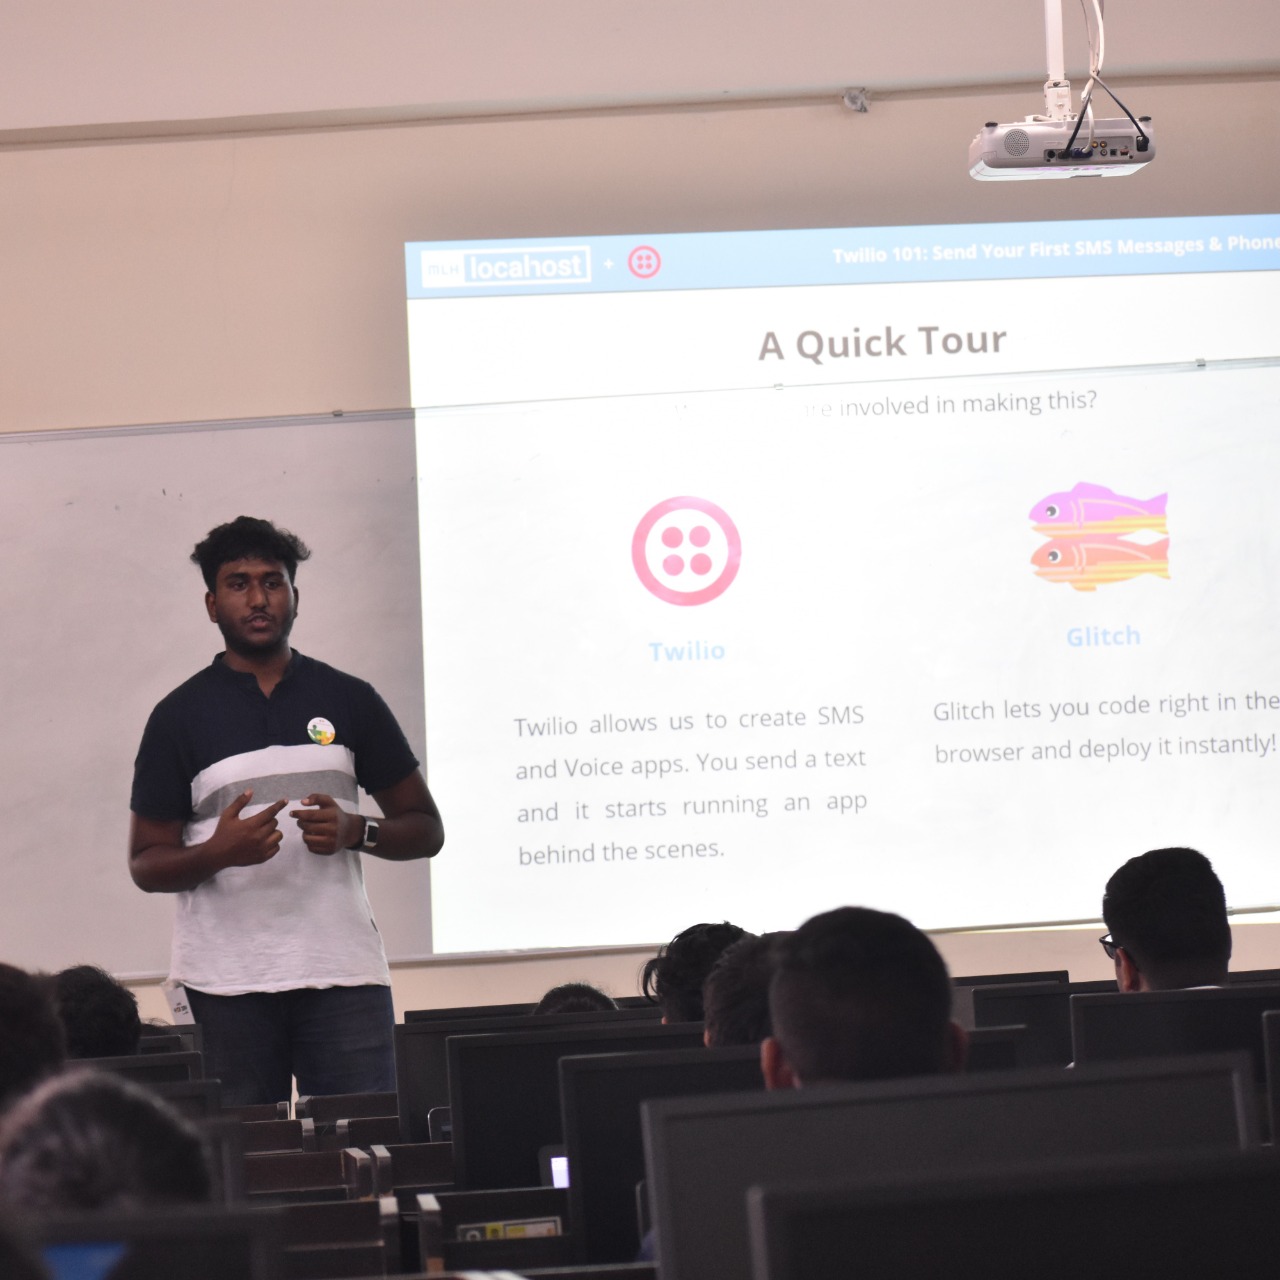 MLH locahost +
Twilio 101: Send Your First SMS Messages & Phone
A Quick Tour
involved in making this?
Twilio
Twilio allows us to create SMS
and Voice apps. You send a text
and it starts running an app
behind the scenes.
Glitch
Glitch lets you code right in the
browser and deploy it instantly!